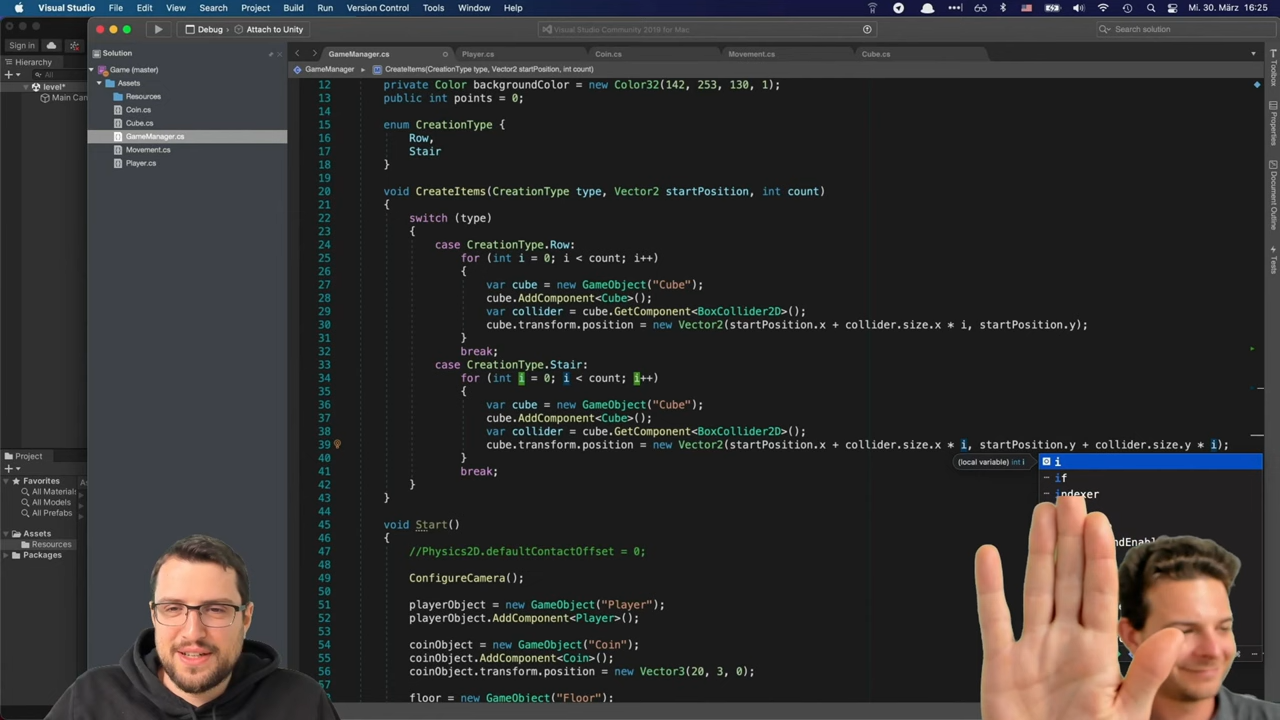 Visual Studio File Edit View Search Project Build Run Version Control Tools Window Help Mi. 30. März 16:25
Debug Attach to Unity Visual Studio Community 2019 for Mac Search solution
Sign in
Hierarchy
All
level*
Main Can
Project
Favorites
All Materials
All Models
All Prefabs
Assets
Resources
Packages
Solution
Game (master)
Assets
Resources
Coin.cs
Cube.cs
GameManager.cs
Movement.cs
Player.cs
GameManager.cs Player.cs Coin.cs Movement.cs Cube.cs
GameManager CreateItems(CreationType type, Vector2 startPosition, int count)
12 private Color backgroundColor = new Color32(142, 253, 130, 1);
13 public int points = 0;
14
15 enum CreationType {
16 Row,
17 Stair
18 }
19
20 void CreateItems(CreationType type, Vector2 startPosition, int count)
21 {
22 switch (type)
23 {
24 case CreationType.Row:
25 for (int i = 0; i < count; i++)
26 {
27 var cube = new GameObject("Cube");
28 cube.AddComponent<Cube>();
29 var collider = cube.GetComponent<BoxCollider2D>();
30 cube.transform.position = new Vector2(startPosition.x + collider.size.x * i, startPosition.y);
31 }
32 break;
33 case CreationType.Stair:
34 for (int i = 0; i < count; i++)
35 {
36 var cube = new GameObject("Cube");
37 cube.AddComponent<Cube>();
38 var collider = cube.GetComponent<BoxCollider2D>();
39 cube.transform.position = new Vector2(startPosition.x + collider.size.x * i, startPosition.y + collider.size.y * i);
40 }
41 break;
42 }
43 }
44
45 void Start()
46 {
47 //Physics2D.defaultContactOffset = 0;
48
49 ConfigureCamera();
50
51 playerObject = new GameObject("Player");
52 playerObject.AddComponent<Player>();
53
54 coinObject = new GameObject("Coin");
55 coinObject.AddComponent<Coin>();
56 coinObject.transform.position = new Vector3(20, 3, 0);
57
floor = new GameObject("Floor");
(local variable) int i
i
if
indexer
Toolbox
Properties
Document Outline
Tests